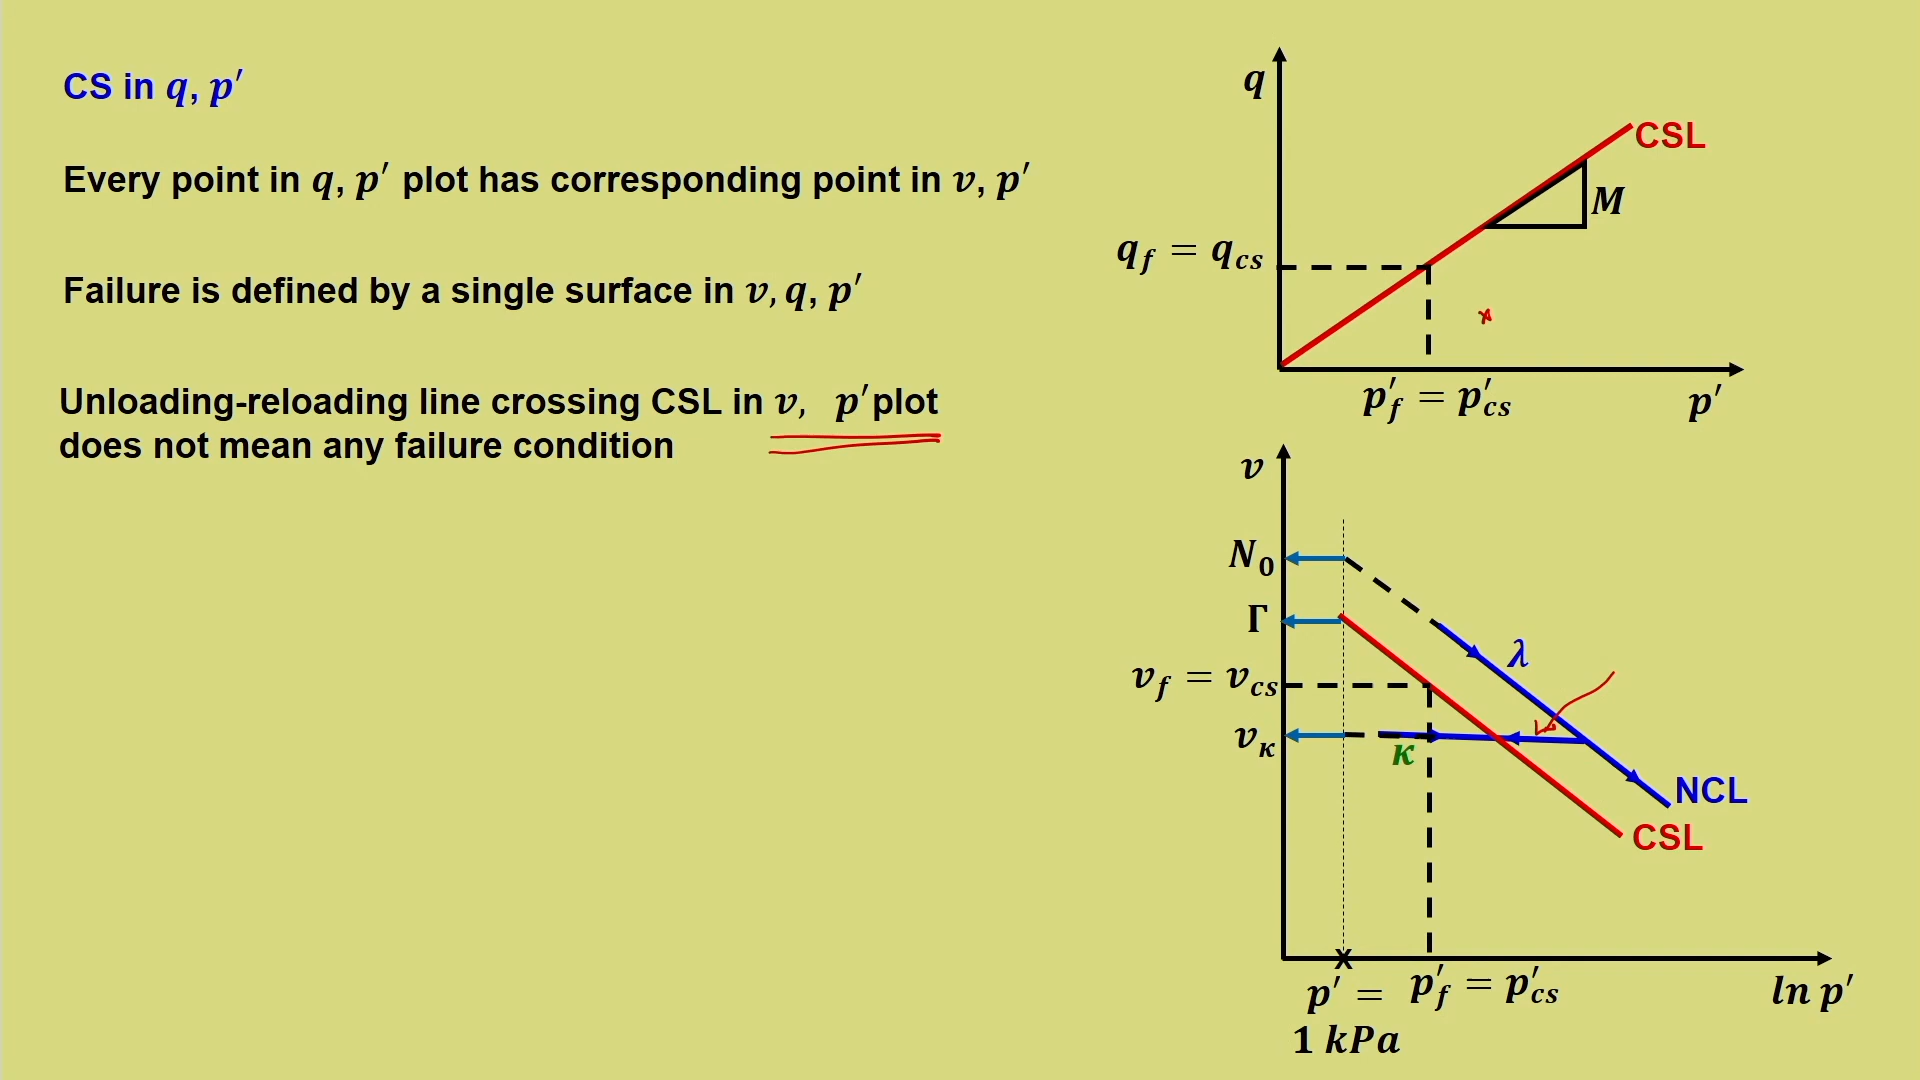 CS in q, p′
Every point in q, p′ plot has corresponding point in v, p′
Failure is defined by a single surface in v, q, p′
Unloading-reloading line crossing CSL in v, p′ plot
does not mean any failure condition
q
CSL
M
q_f = q_cs
p′_f = p′_cs
p′
v
N_0
Γ
λ
v_f = v_cs
v_κ
κ
NCL
CSL
x
p′ =
1 kPa
p′_f = p′_cs
ln p′